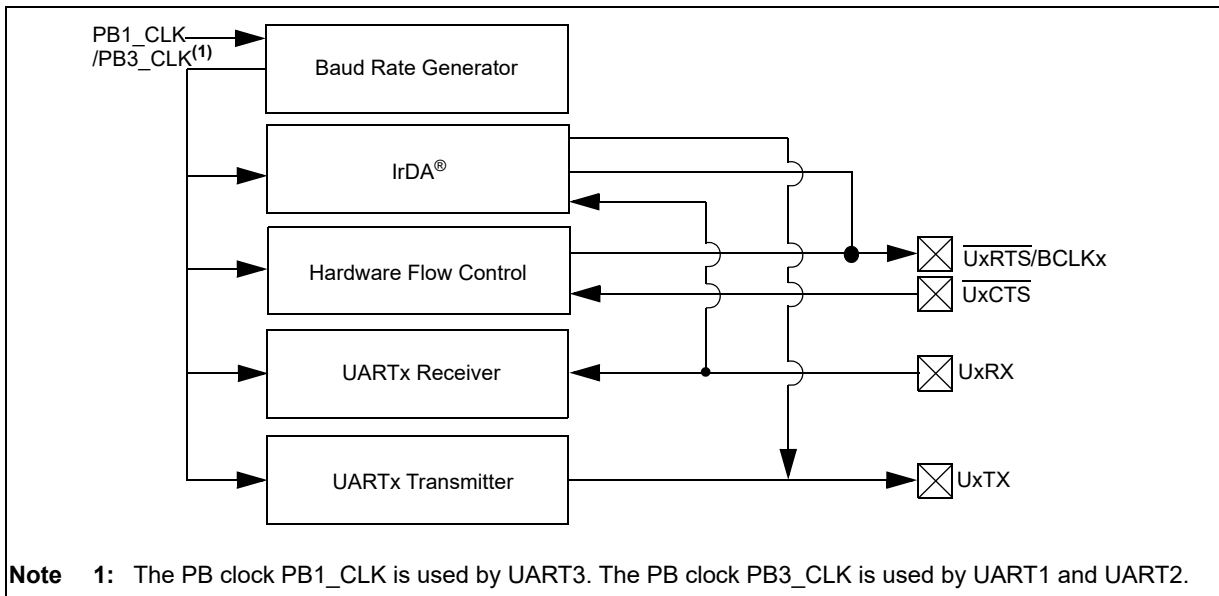 PB1_CLK
/PB3_CLK(1)
Baud Rate Generator
IrDA®
Hardware Flow Control
UxRTS/BCLKx
UxCTS
UARTx Receiver
UxRX
UARTx Transmitter
UxTX
Note 1: The PB clock PB1_CLK is used by UART3. The PB clock PB3_CLK is used by UART1 and UART2.